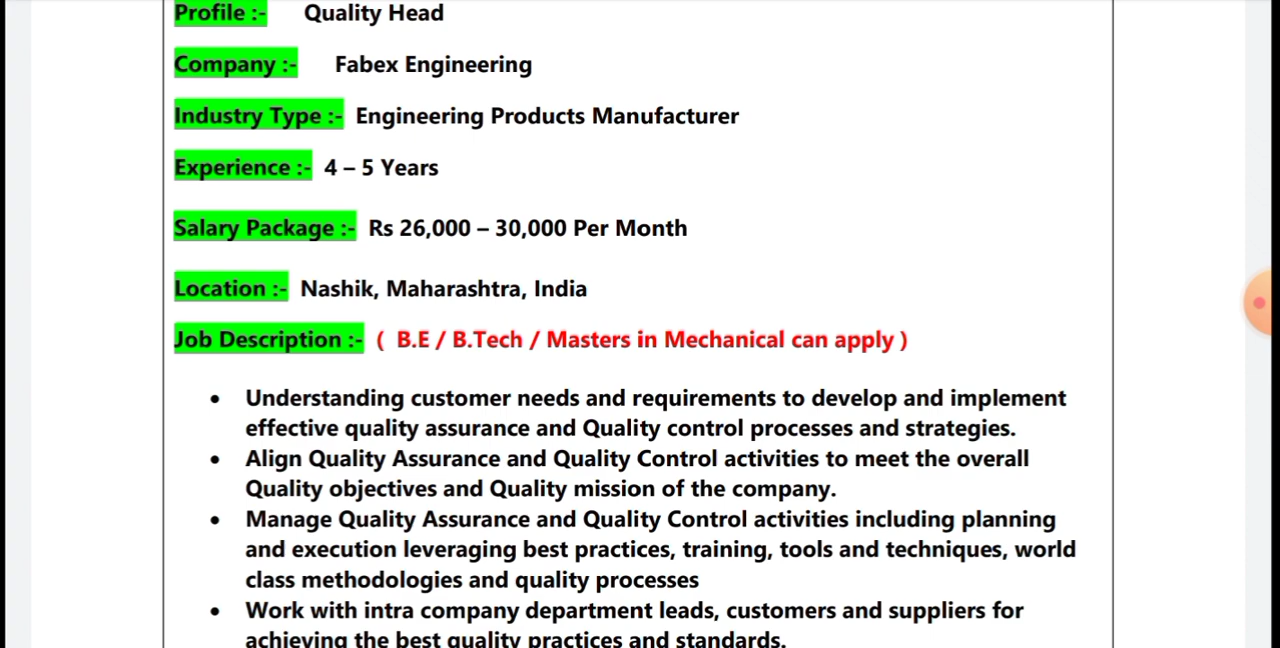 Profile :- Quality Head
Company :- Fabex Engineering
Industry Type :- Engineering Products Manufacturer
Experience :- 4 – 5 Years
Salary Package :- Rs 26,000 – 30,000 Per Month
Location :- Nashik, Maharashtra, India
Job Description :- ( B.E / B.Tech / Masters in Mechanical can apply )
• Understanding customer needs and requirements to develop and implement
effective quality assurance and Quality control processes and strategies.
• Align Quality Assurance and Quality Control activities to meet the overall
Quality objectives and Quality mission of the company.
• Manage Quality Assurance and Quality Control activities including planning
and execution leveraging best practices, training, tools and techniques, world
class methodologies and quality processes
• Work with intra company department leads, customers and suppliers for
achieving the best quality practices and standards.